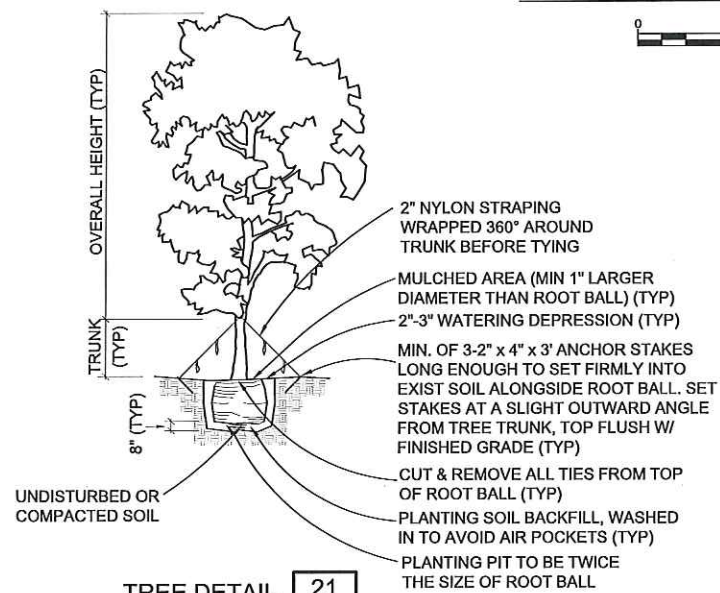 0
OVERALL HEIGHT (TYP)
TRUNK
(TYP)
8" (TYP)
2" NYLON STRAPING
WRAPPED 360° AROUND
TRUNK BEFORE TYING
MULCHED AREA (MIN 1" LARGER
DIAMETER THAN ROOT BALL) (TYP)
2"-3" WATERING DEPRESSION (TYP)
MIN. OF 3-2" x 4" x 3' ANCHOR STAKES
LONG ENOUGH TO SET FIRMLY INTO
EXIST SOIL ALONGSIDE ROOT BALL. SET
STAKES AT A SLIGHT OUTWARD ANGLE
FROM TREE TRUNK, TOP FLUSH W/
FINISHED GRADE (TYP)
CUT & REMOVE ALL TIES FROM TOP
OF ROOT BALL (TYP)
UNDISTURBED OR
COMPACTED SOIL
PLANTING SOIL BACKFILL, WASHED
IN TO AVOID AIR POCKETS (TYP)
PLANTING PIT TO BE TWICE
THE SIZE OF ROOT BALL
TREE DETAIL 21